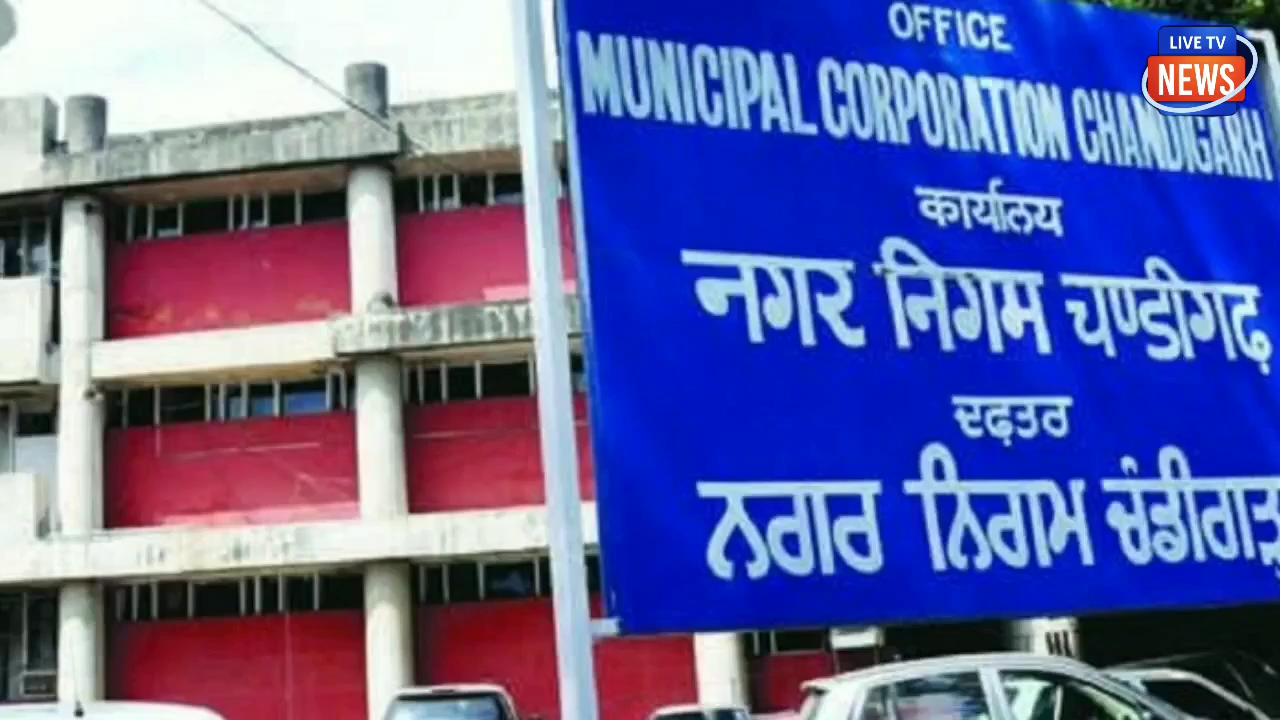 OFFICE
MUNICIPAL CORPORATION CHANDIGARH
कार्यालय
नगर निगम चण्डीगढ़
ਦਫ਼ਤਰ
ਨਗਰ ਨਿਗਮ ਚੰਡੀਗੜ੍ਹ
LIVE TV
NEWS